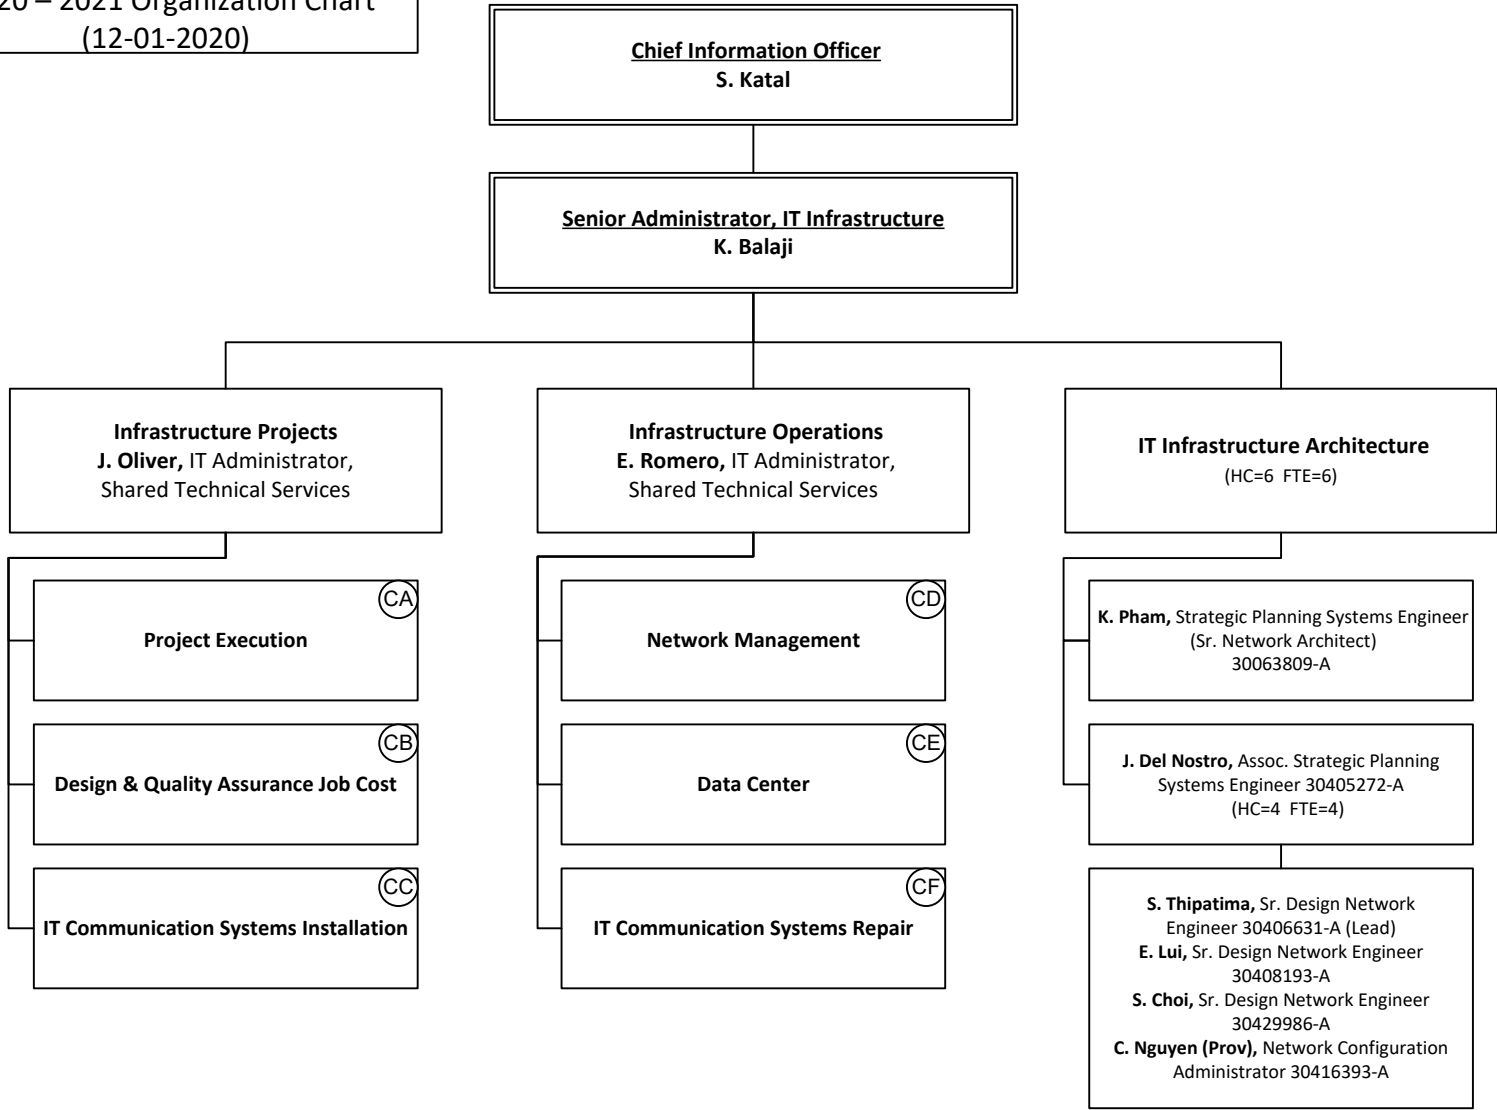 20 – 2021 Organization Chart
(12-01-2020)
Chief Information Officer
S. Katal
Senior Administrator, IT Infrastructure
K. Balaji
Infrastructure Projects
J. Oliver, IT Administrator,
Shared Technical Services
Infrastructure Operations
E. Romero, IT Administrator,
Shared Technical Services
IT Infrastructure Architecture
(HC=6 FTE=6)
CA
Project Execution
CB
Design & Quality Assurance Job Cost
CC
IT Communication Systems Installation
CD
Network Management
CE
Data Center
CF
IT Communication Systems Repair
K. Pham, Strategic Planning Systems Engineer
(Sr. Network Architect)
30063809-A
J. Del Nostro, Assoc. Strategic Planning
Systems Engineer 30405272-A
(HC=4 FTE=4)
S. Thipatima, Sr. Design Network
Engineer 30406631-A (Lead)
E. Lui, Sr. Design Network Engineer
30408193-A
S. Choi, Sr. Design Network Engineer
30429986-A
C. Nguyen (Prov), Network Configuration
Administrator 30416393-A